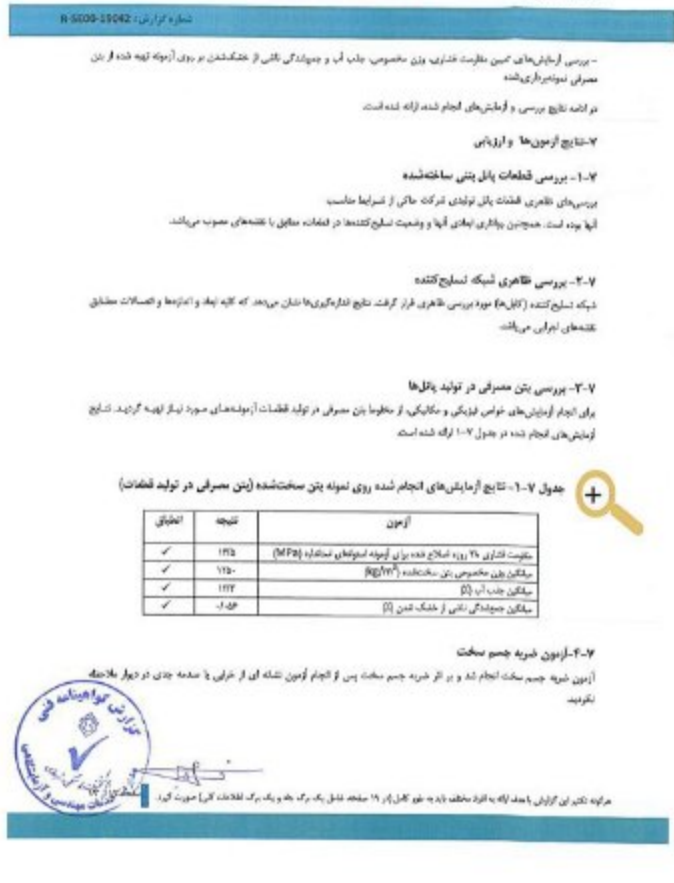 شماره گزارش: R-SE00-19042
- بررسی آزمایش‌های تعیین مقاومت فشاری، وزن مخصوص، جذب آب و جمع‌شدگی ناشی از خشک‌شدن بر روی آزمونه تهیه شده از بتن
مصرفی نمونه‌برداری‌شده
در ادامه نتایج بررسی و آزمایش‌های انجام شده، ارائه شده است.
۷-نتایج آزمون‌ها و ارزیابی
۷-۱- بررسی قطعات پانل بتنی ساخته‌شده
بررسی‌های ظاهری قطعات پانل تولیدی شرکت حاکی از شرایط مناسب
آنها بوده است. همچنین رواداری ابعادی آنها و وضعیت تسلیح‌کننده‌ها در قطعات، مطابق با نقشه‌های مصوب می‌باشد.
۷-۲- بررسی ظاهری شبکه تسلیح‌کننده
شبکه تسلیح‌کننده (کابل‌ها) مورد بررسی ظاهری قرار گرفت. نتایج اندازه‌گیری‌ها نشان می‌دهد که کلیه ابعاد و اندازه‌ها و اتصالات مطابق
نقشه‌های اجرایی می‌باشد.
۷-۳- بررسی بتن مصرفی در تولید پانل‌ها
برای انجام آزمایش‌های خواص فیزیکی و مکانیکی، از مخلوط بتن مصرفی در تولید قطعات آزمونه‌های مورد نیاز تهیه گردید. نتایج
آزمایش‌های انجام شده در جدول ۷-۱ ارائه شده است.
جدول ۷-۱- نتایج آزمایش‌های انجام شده روی نمونه بتن سخت‌شده (بتن مصرفی در تولید قطعات)
آزمون نتیجه انطباق
مقاومت فشاری ۲۸ روزه اصلاح شده برای آزمونه استوانه‌ای استاندارد (MPa) ✓
میانگین وزن مخصوص بتن سخت‌شده (kg/m³) ✓
میانگین جذب آب (٪) ✓
میانگین جمع‌شدگی ناشی از خشک شدن (٪) ✓
۷-۴-آزمون ضربه جسم سخت
آزمون ضربه جسم سخت انجام شد و بر اثر ضربه جسم سخت پس از انجام آزمون نشانه ای از خرابی یا صدمه جدی در دیوار ملاحظه
نگردید.
گزارش گواهینامه فنی
خدمات مهندسی و آزمایشگاهی
هرگونه تکثیر این گزارش با هدف ارائه به افراد مختلف باید به طور کامل (در ۱۹ صفحه شامل یک برگ جلد و یک برگ اطلاعات کلی) صورت گیرد.